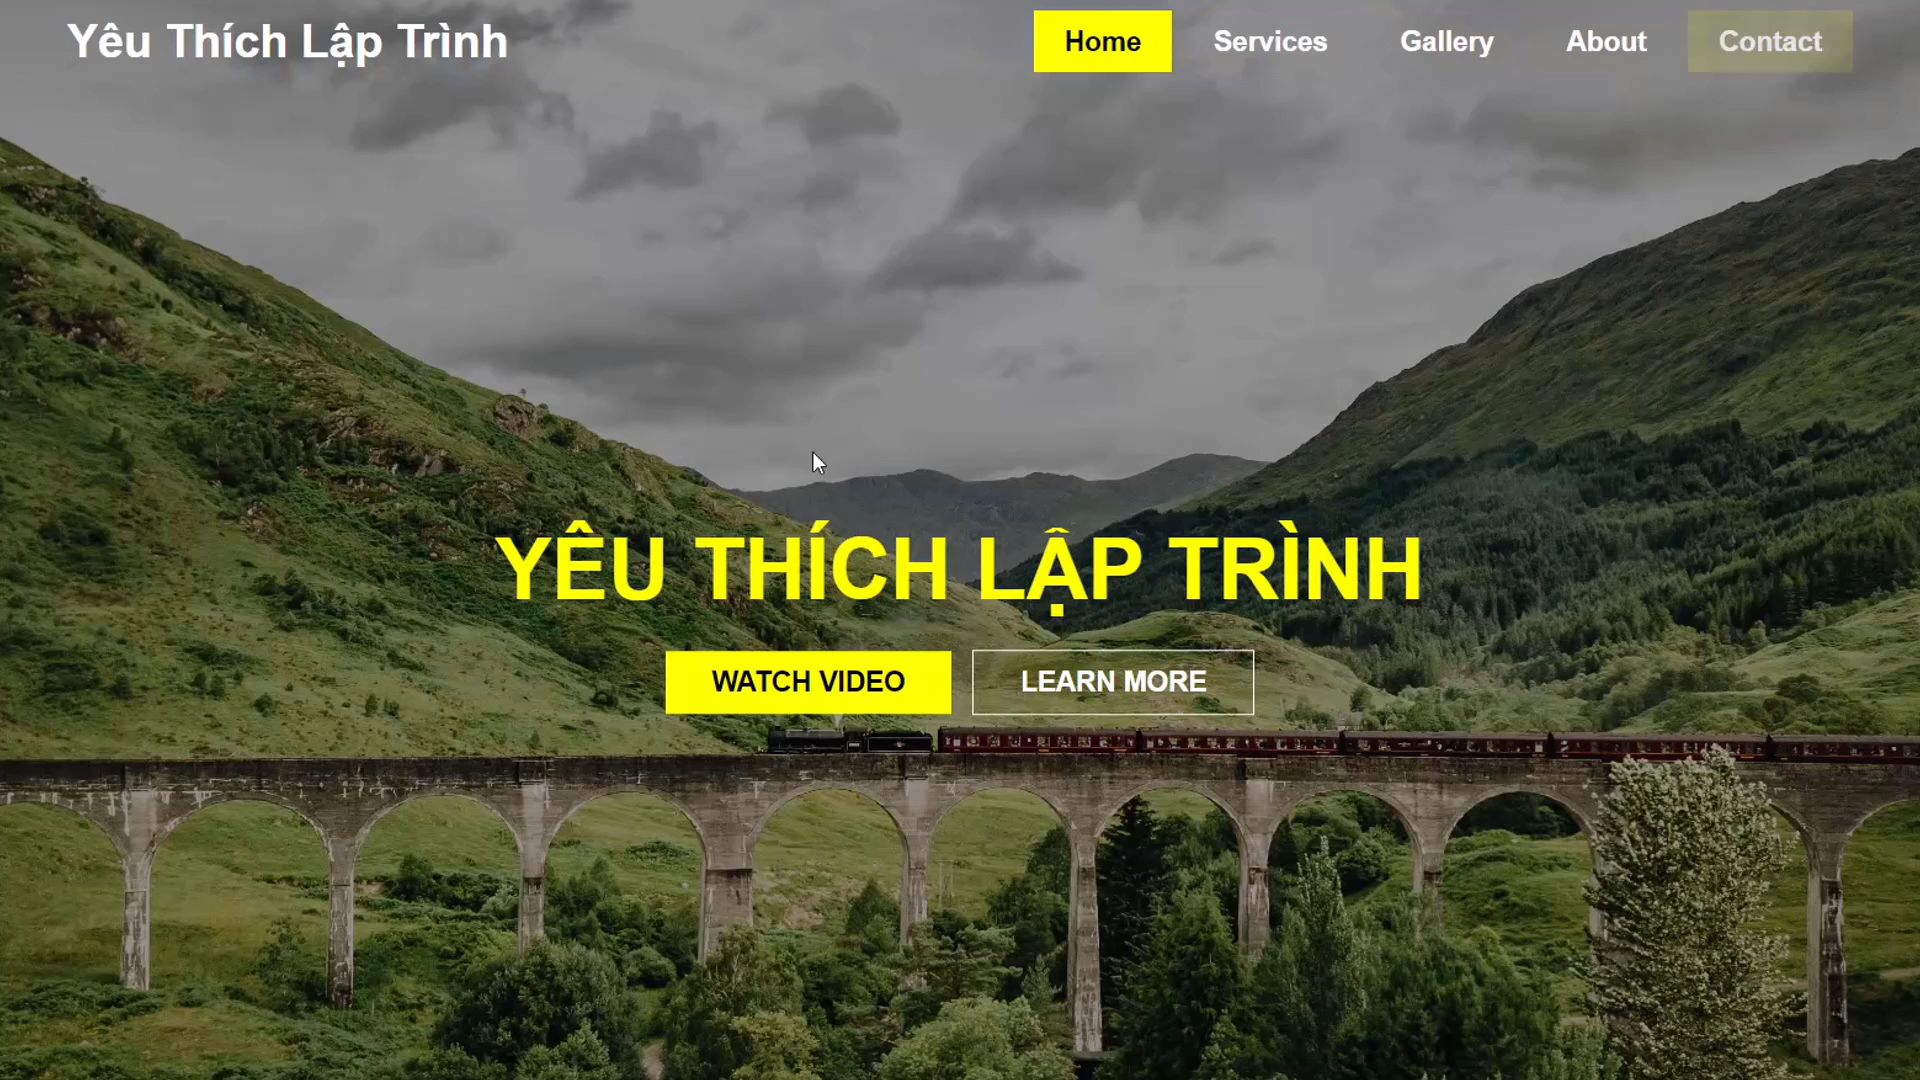 Yêu Thích Lập Trình
Home Services Gallery About Contact
YÊU THÍCH LẬP TRÌNH
WATCH VIDEO LEARN MORE